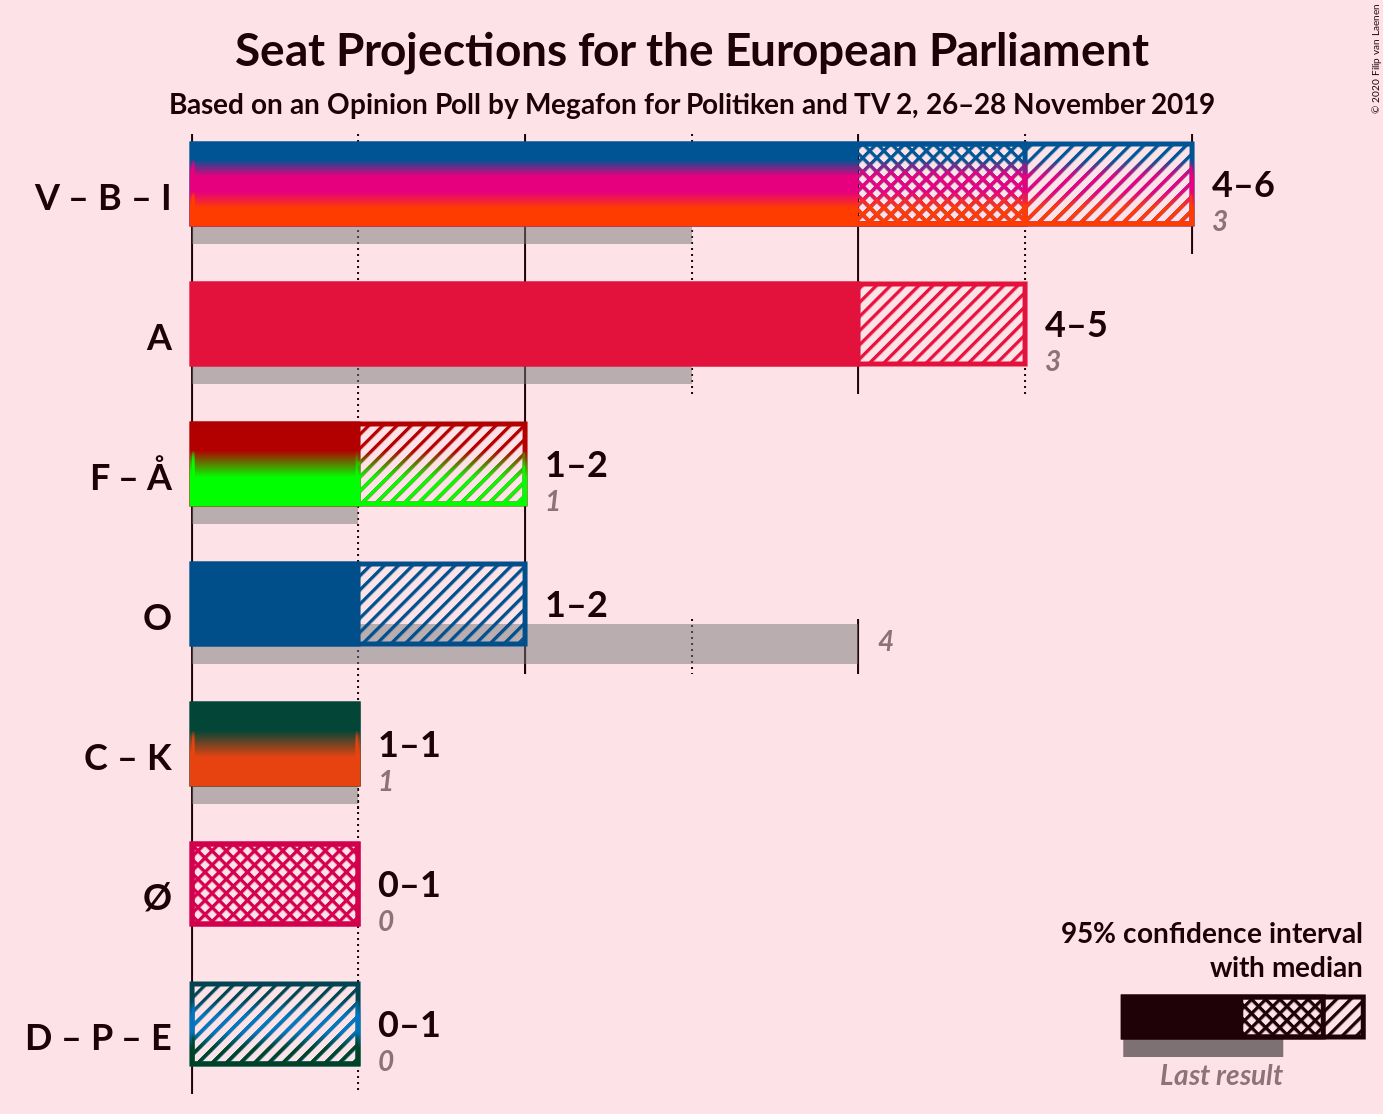 Seat Projections for the European Parliament
Based on an Opinion Poll by Megafon for Politiken and TV 2, 26–28 November 2019
© 2020 Filip van Laenen
V – B – I
4–6
3
A
4–5
3
F – Å
1–2
1
O
1–2
4
C – K
1–1
1
Ø
0–1
0
D – P – E
0–1
0
95% confidence interval
with median
Last result